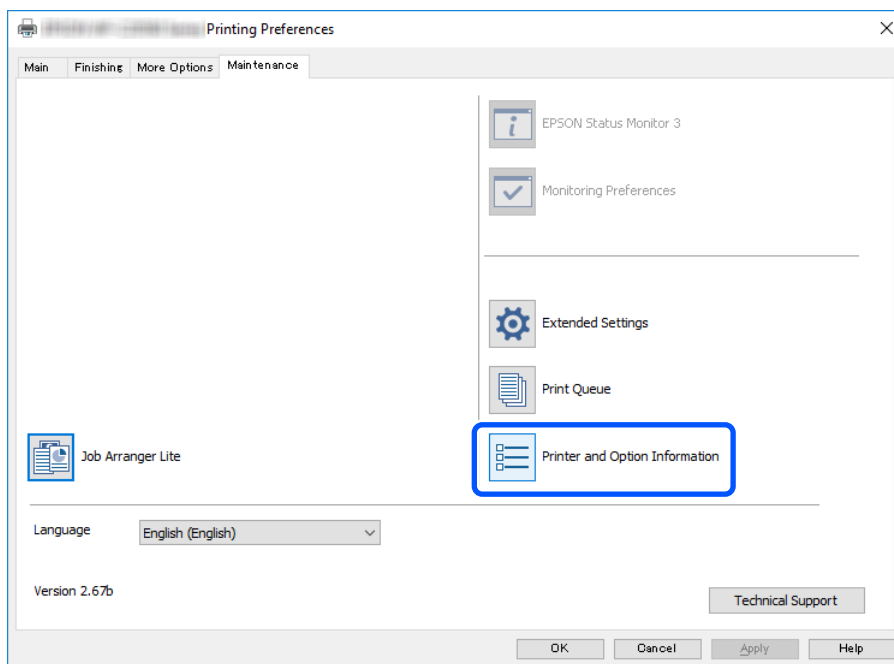 Printing Preferences
Main Finishing More Options Maintenance
EPSON Status Monitor 3
Monitoring Preferences
Extended Settings
Print Queue
Job Arranger Lite
Printer and Option Information
Language English (English)
Version 2.67b
Technical Support
OK Cancel Apply Help